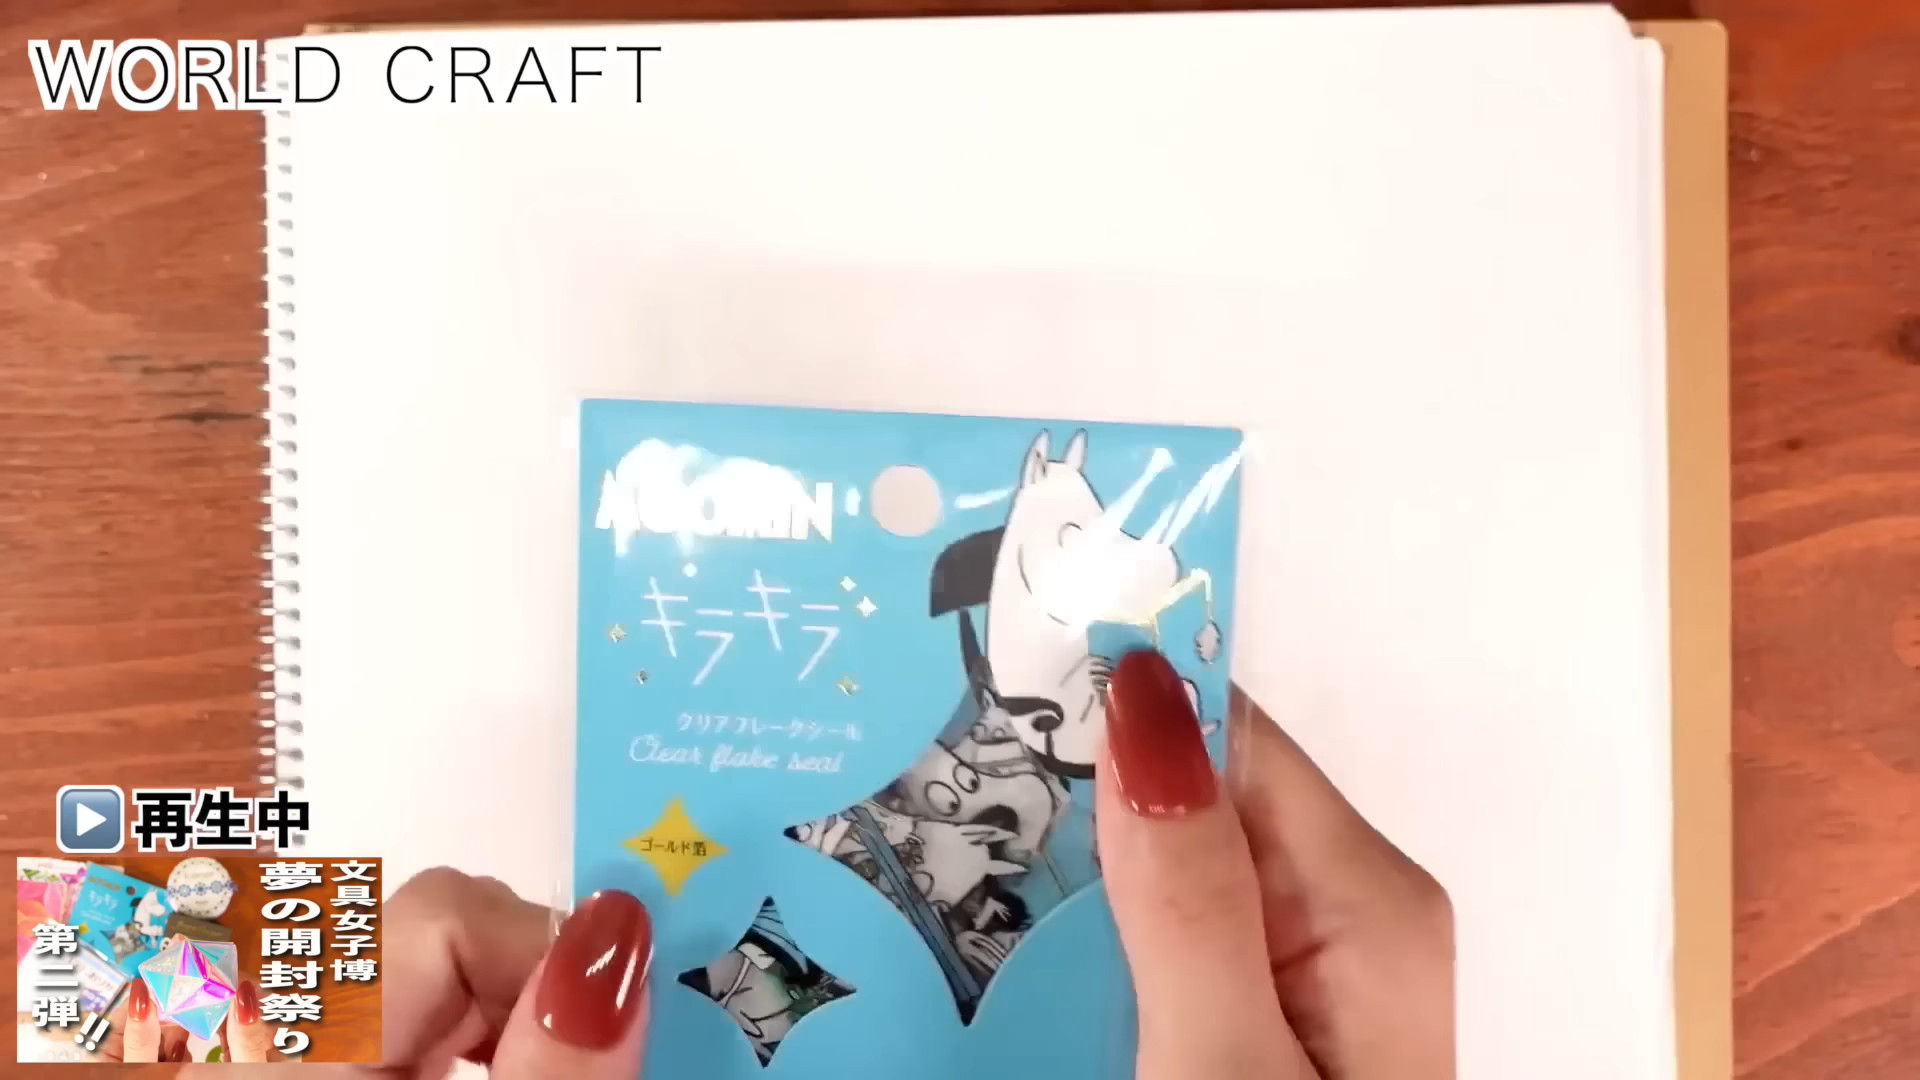 WORLD CRAFT
MOOMIN
キラキラ
クリアフレークシール
Clear flake seal
ゴールド箔
再生中
文具女子博
夢の開封祭り
第二弾!!